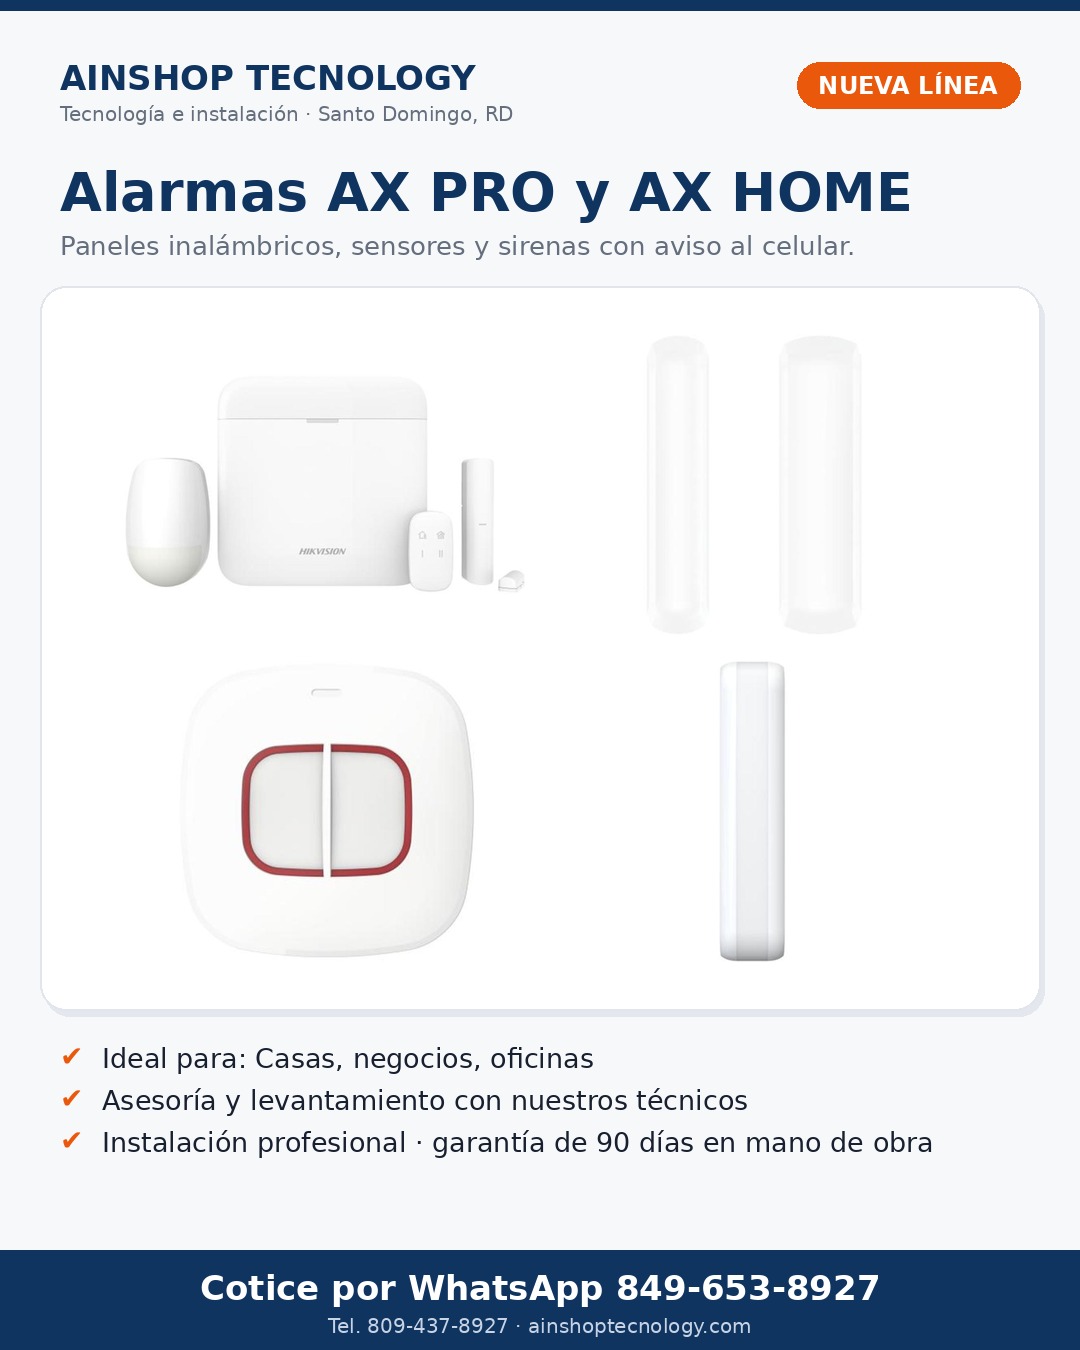 AINSHOP TECNOLOGY
NUEVA LÍNEA
Tecnología e instalación · Santo Domingo, RD
Alarmas AX PRO y AX HOME
Paneles inalámbricos, sensores y sirenas con aviso al celular.
HIKVISION
✔ Ideal para: Casas, negocios, oficinas
✔ Asesoría y levantamiento con nuestros técnicos
✔ Instalación profesional · garantía de 90 días en mano de obra
Cotice por WhatsApp 849-653-8927
Tel. 809-437-8927 · ainshoptecnology.com